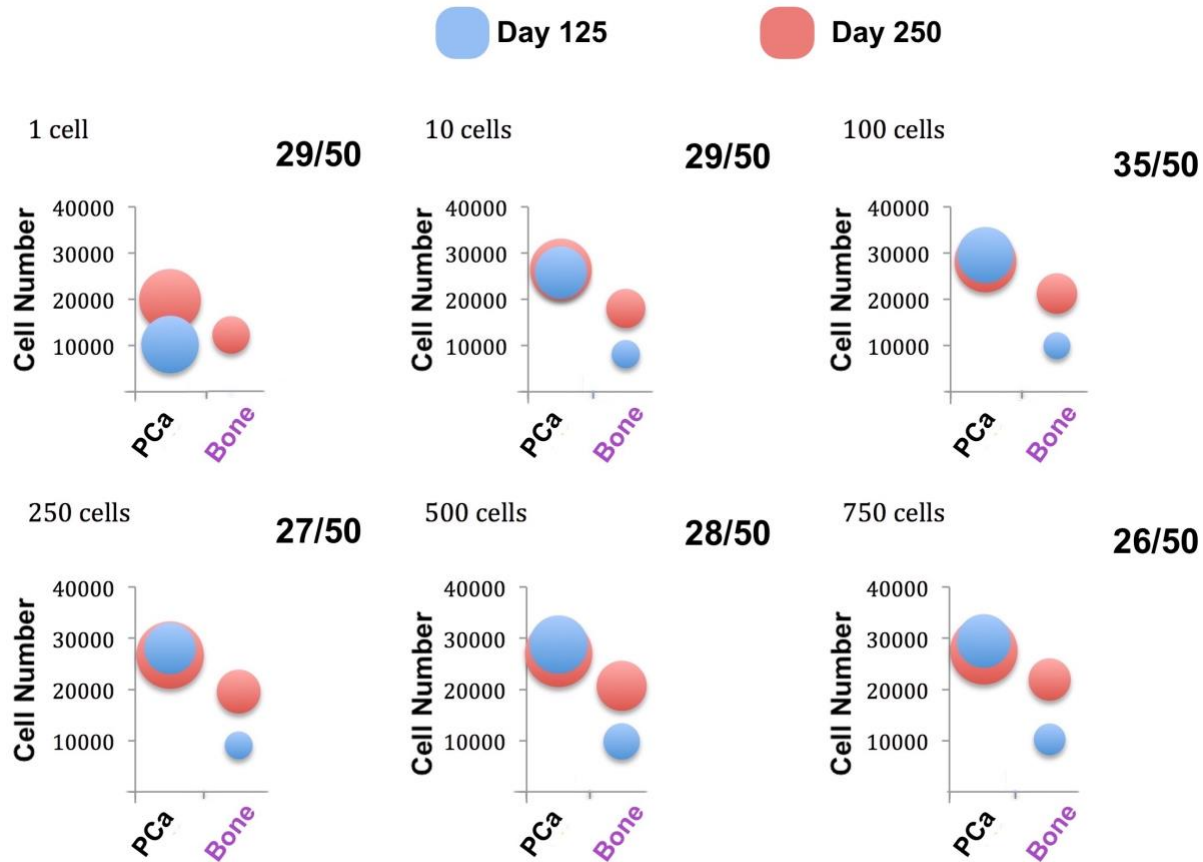 Day 125 Day 250
1 cell
29/50
40000
30000
20000
10000
Cell Number
PCa
Bone
10 cells
29/50
40000
30000
20000
10000
Cell Number
PCa
Bone
100 cells
35/50
40000
30000
20000
10000
Cell Number
PCa
Bone
250 cells
27/50
40000
30000
20000
10000
Cell Number
PCa
Bone
500 cells
28/50
40000
30000
20000
10000
Cell Number
PCa
Bone
750 cells
26/50
40000
30000
20000
10000
Cell Number
PCa
Bone